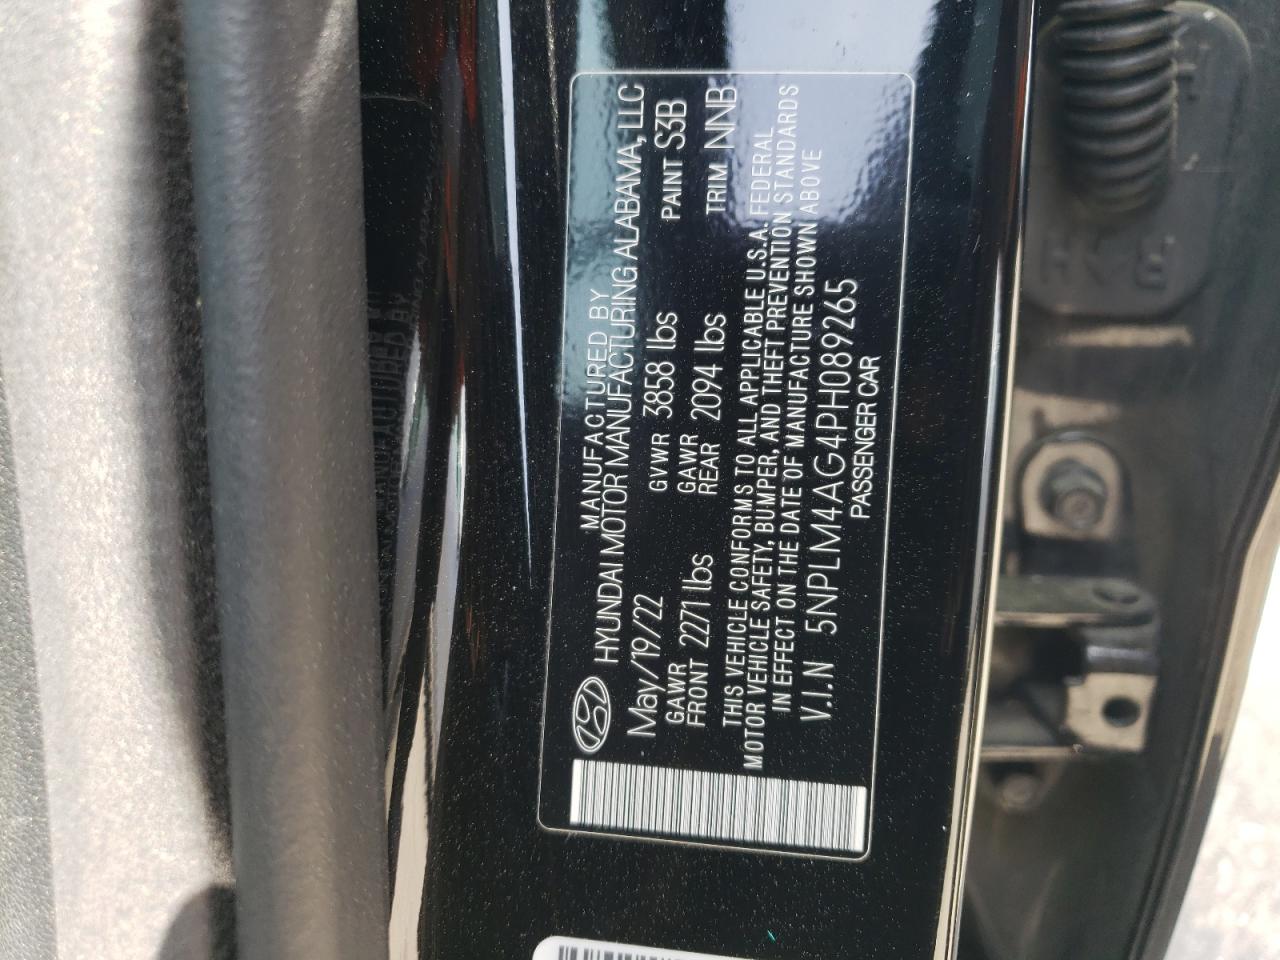 MANUFACTURED BY
HYUNDAI MOTOR MANUFACTURING ALABAMA, LLC
May/19/22 GVWR 3858 lbs PAINT S3B
GAWR FRONT 2271 lbs GAWR REAR 2094 lbs TRIM NNB
THIS VEHICLE CONFORMS TO ALL APPLICABLE U.S.A. FEDERAL
MOTOR VEHICLE SAFETY, BUMPER, AND THEFT PREVENTION STANDARDS
IN EFFECT ON THE DATE OF MANUFACTURE SHOWN ABOVE
V.I.N 5NPLM4AG4PH089265
PASSENGER CAR